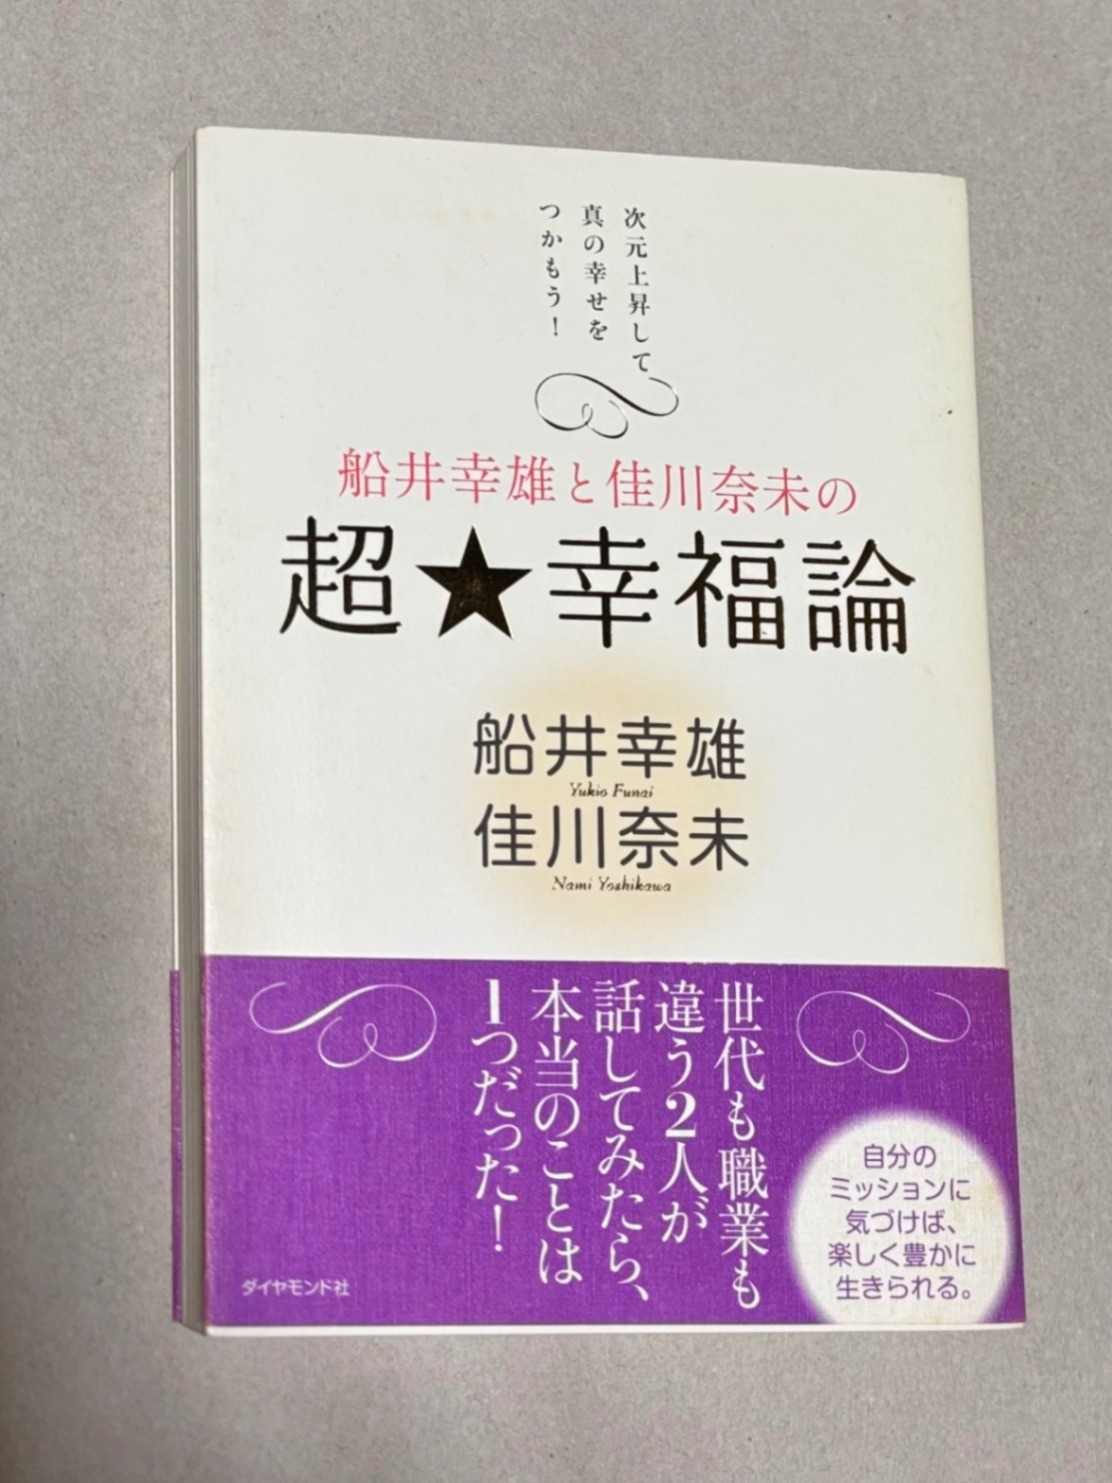 次元上昇して
真の幸せを
つかもう！
船井幸雄と佳川奈未の
超★幸福論
船井幸雄
Yukio Funai
佳川奈未
Nami Yoshikawa
世代も職業も
違う2人が
話してみたら、
本当のことは
1つだった！
自分の
ミッションに
気づけば、
楽しく豊かに
生きられる。
ダイヤモンド社